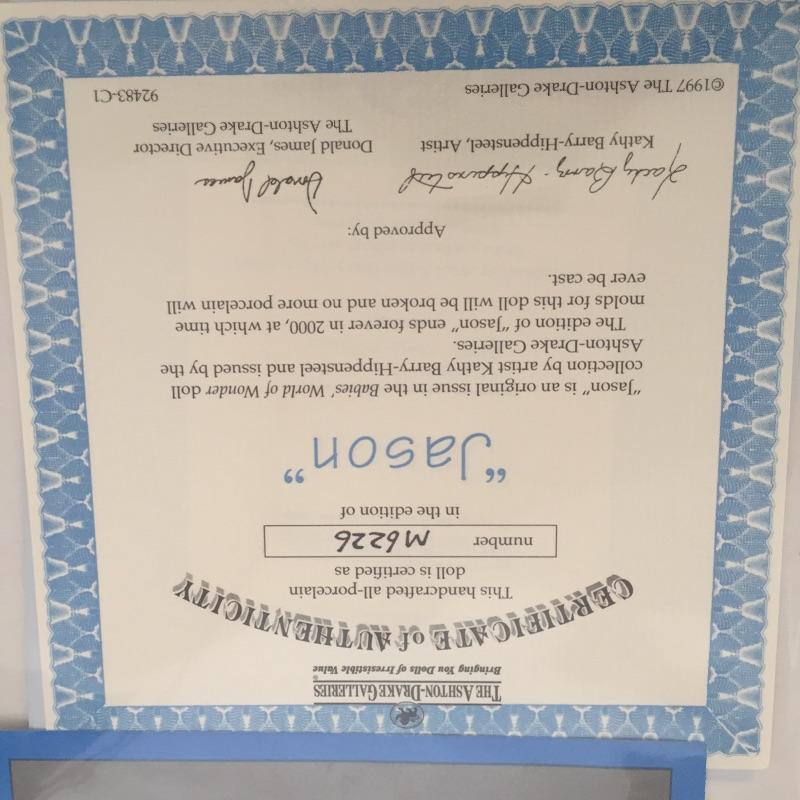 THE ASHTON-DRAKE GALLERIES
Bringing You Dolls of Irresistible Value
CERTIFICATE of AUTHENTICITY
This handcrafted all-porcelain
doll is certified as
number M6226
in the edition of
“Jason”
"Jason" is an original issue in the Babies' World of Wonder doll
collection by artist Kathy Barry-Hippensteel and issued by the
Ashton-Drake Galleries.
The edition of "Jason" ends forever in 2000, at which time
molds for this doll will be broken and no more porcelain will
ever be cast.
Approved by:
Kathy Barry-Hippensteel Donald James
Kathy Barry-Hippensteel, Artist Donald James, Executive Director
The Ashton-Drake Galleries
©1997 The Ashton-Drake Galleries 92483-C1